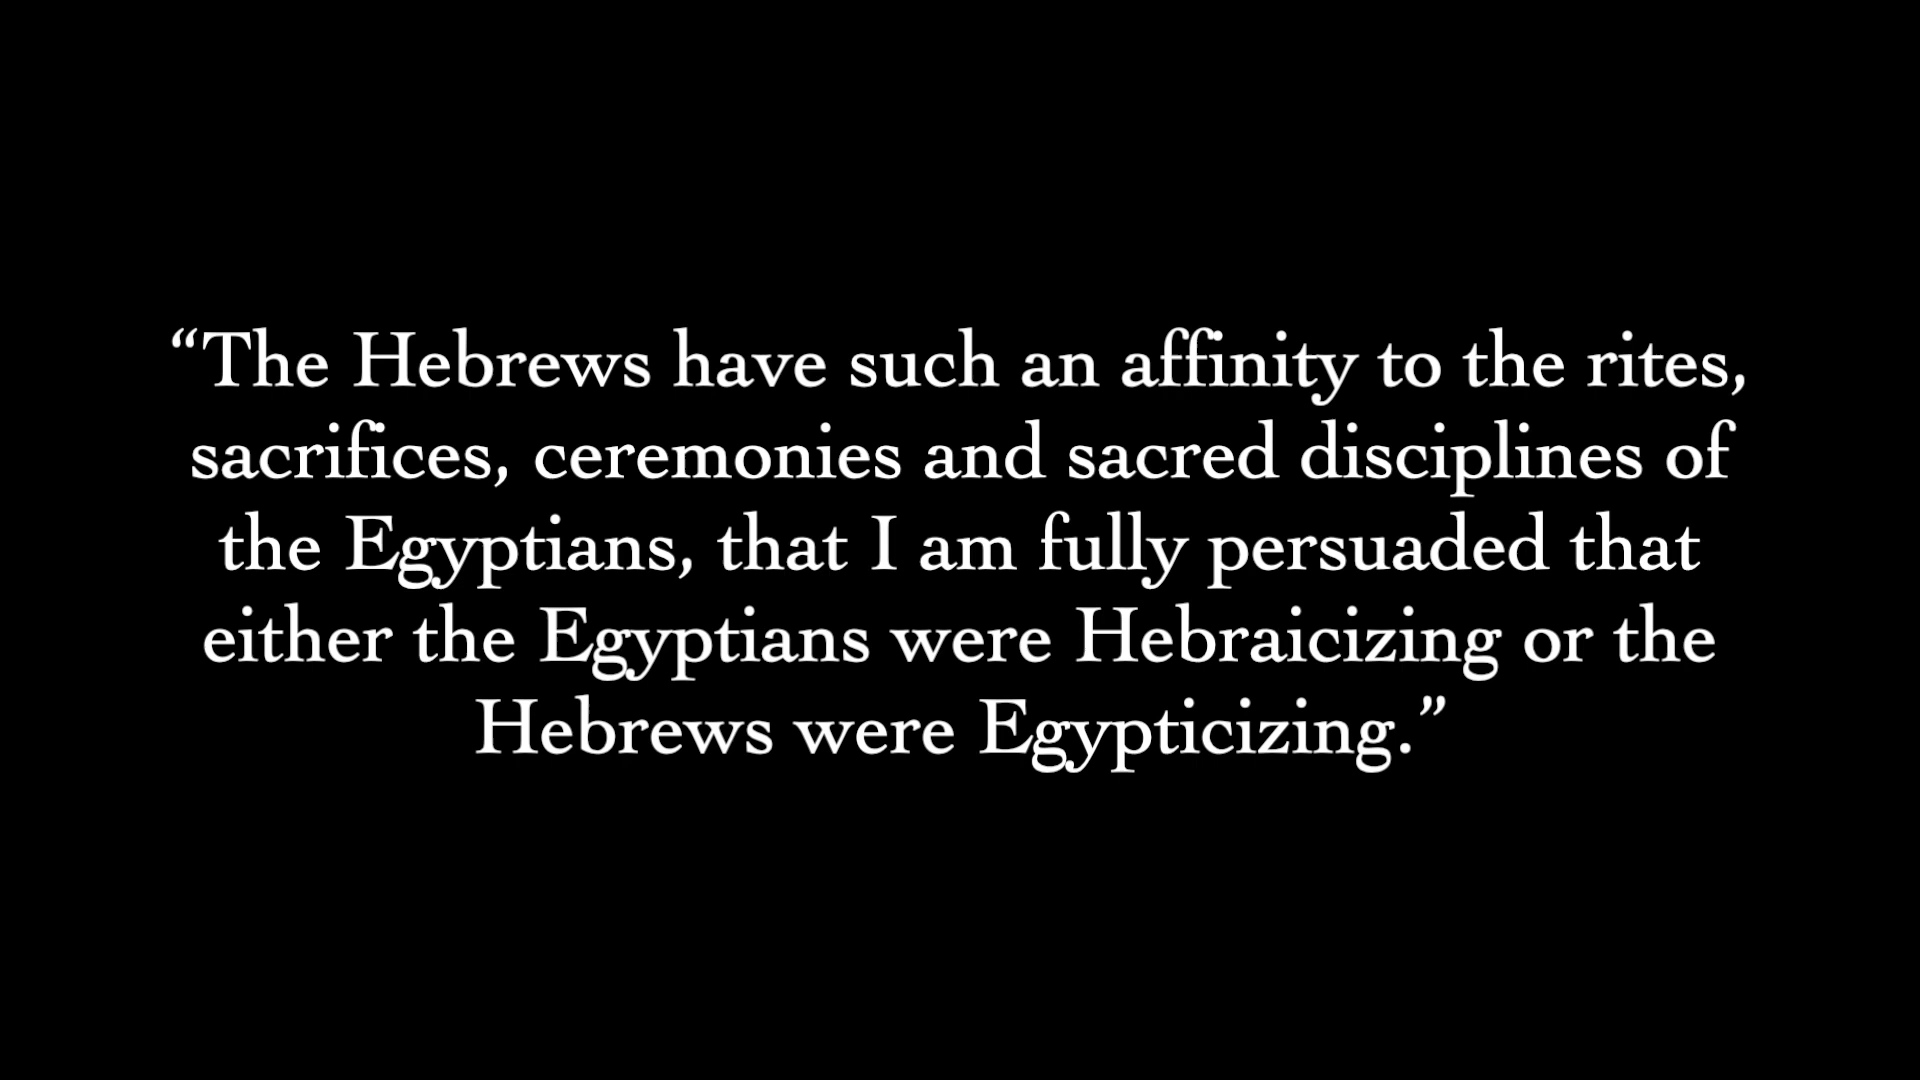 “The Hebrews have such an affinity to the rites,
sacrifices, ceremonies and sacred disciplines of
the Egyptians, that I am fully persuaded that
either the Egyptians were Hebraicizing or the
Hebrews were Egypticizing.”